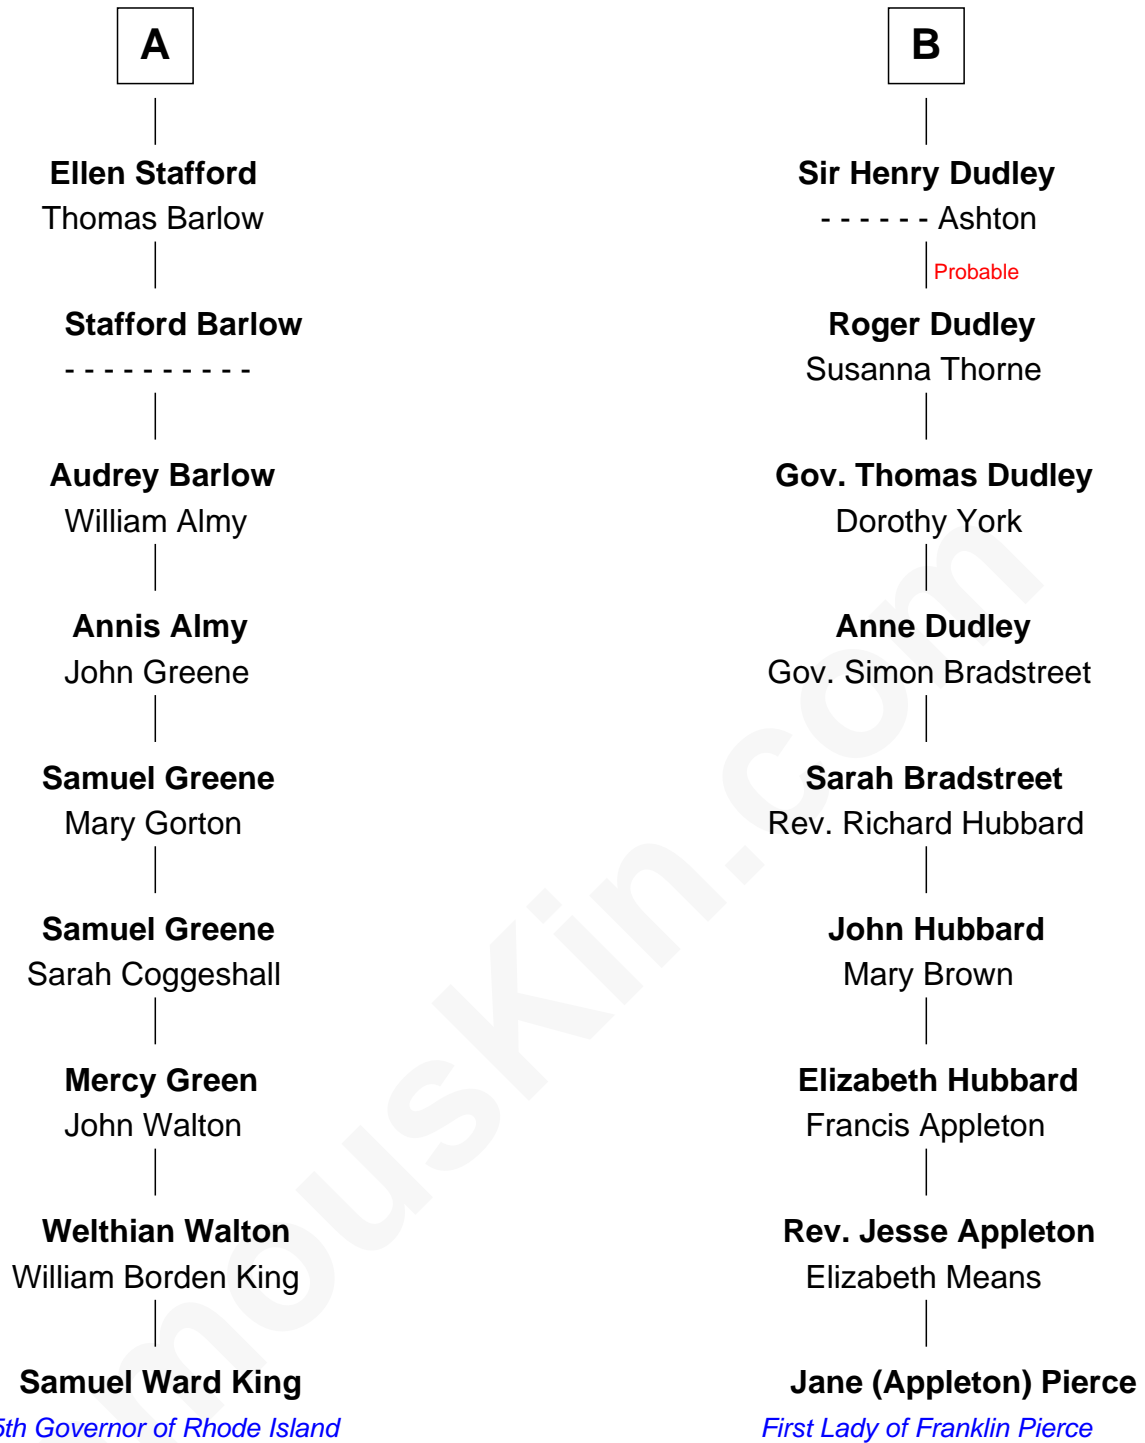 A
B
Ellen Stafford
Thomas Barlow
Sir Henry Dudley
- - - - - - Ashton
Probable
Stafford Barlow
- - - - - - - - - -
Roger Dudley
Susanna Thorne
Audrey Barlow
William Almy
Gov. Thomas Dudley
Dorothy York
Annis Almy
John Greene
Anne Dudley
Gov. Simon Bradstreet
Samuel Greene
Mary Gorton
Sarah Bradstreet
Rev. Richard Hubbard
Samuel Greene
Sarah Coggeshall
John Hubbard
Mary Brown
Mercy Green
John Walton
Elizabeth Hubbard
Francis Appleton
Welthian Walton
William Borden King
Rev. Jesse Appleton
Elizabeth Means
Samuel Ward King
5th Governor of Rhode Island
Jane (Appleton) Pierce
First Lady of Franklin Pierce
mouskin.com